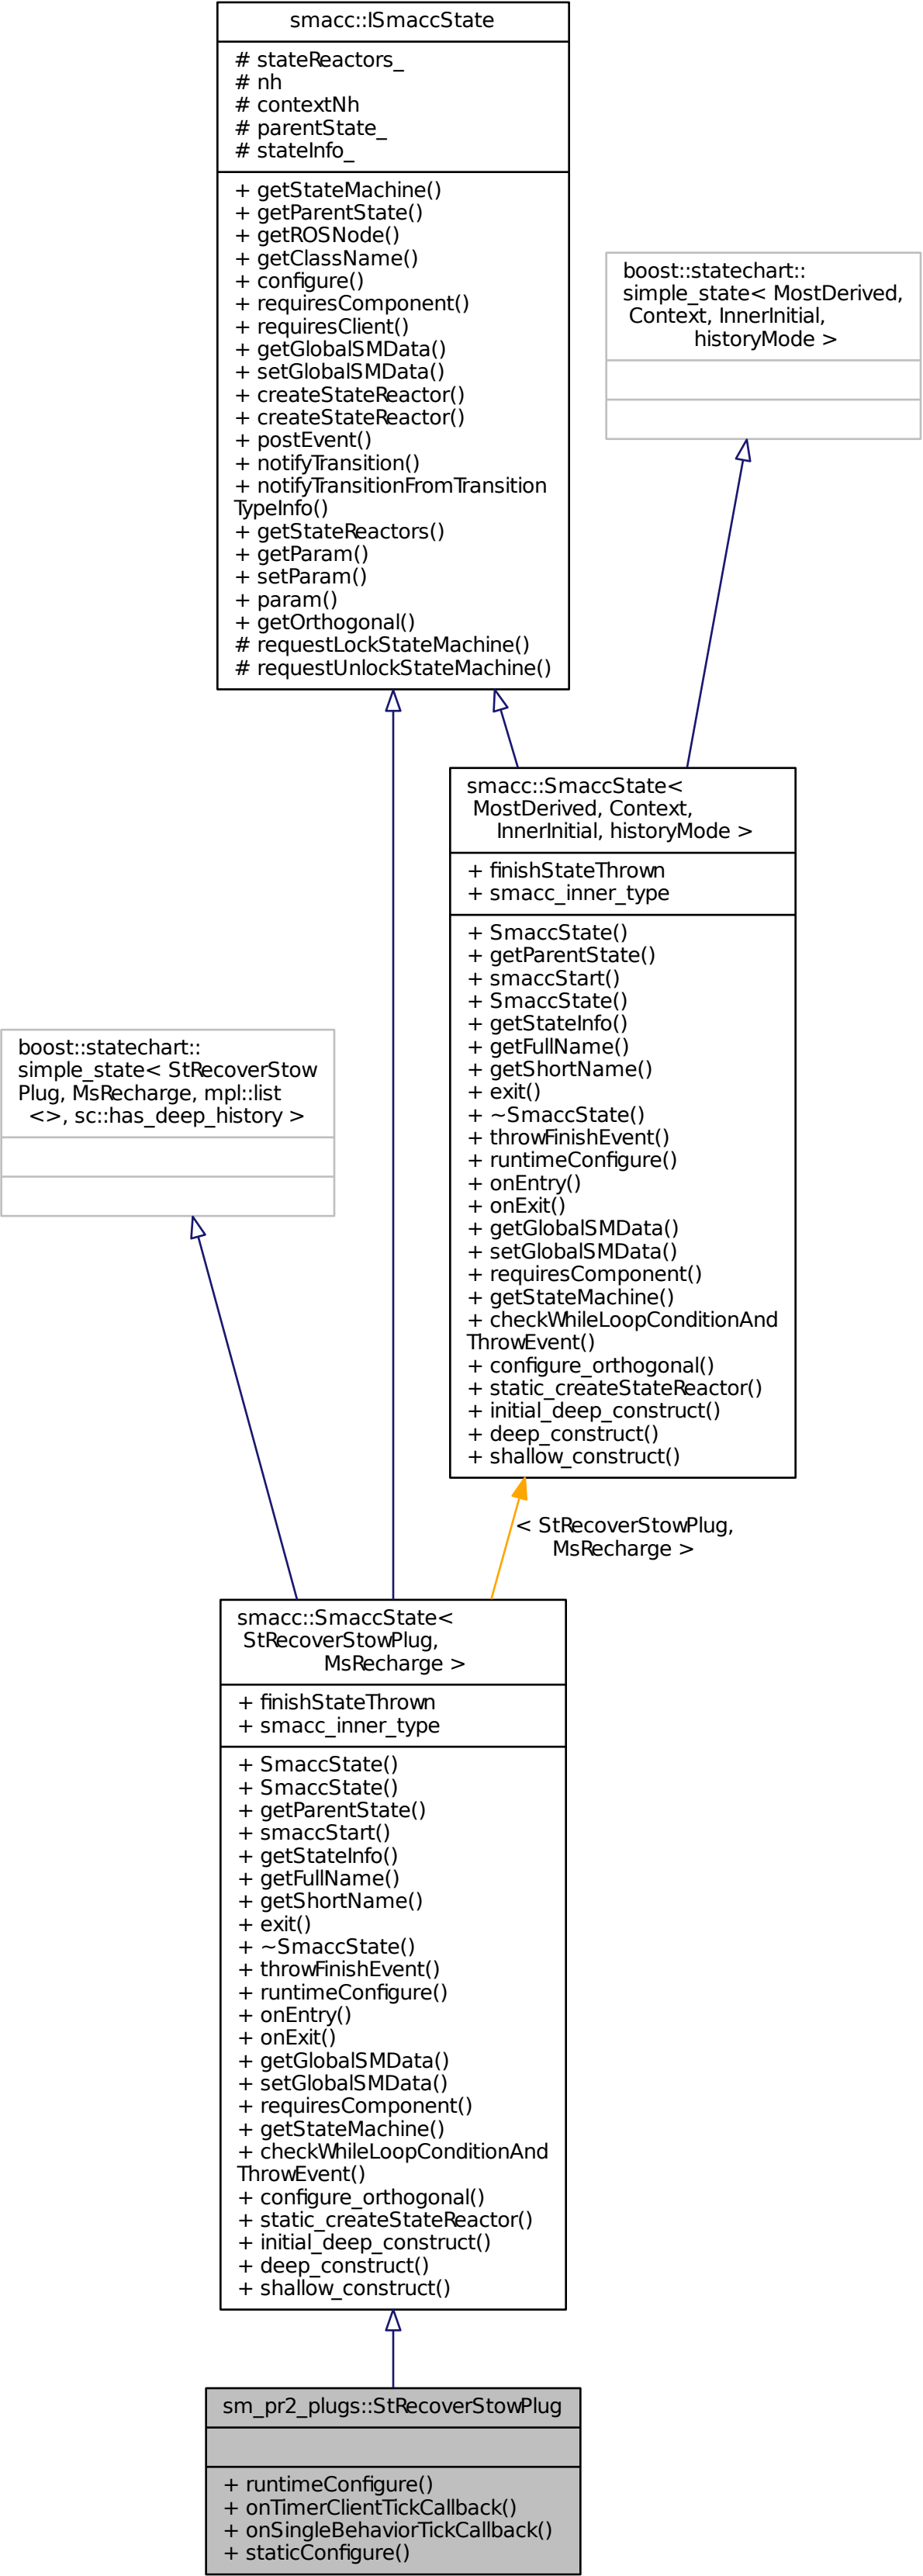 smacc::ISmaccState
# stateReactors_
# nh
# contextNh
# parentState_
# stateInfo_
+ getStateMachine()
+ getParentState()
+ getROSNode()
+ getClassName()
+ configure()
+ requiresComponent()
+ requiresClient()
+ getGlobalSMData()
+ setGlobalSMData()
+ createStateReactor()
+ createStateReactor()
+ postEvent()
+ notifyTransition()
+ notifyTransitionFromTransition
TypeInfo()
+ getStateReactors()
+ getParam()
+ setParam()
+ param()
+ getOrthogonal()
# requestLockStateMachine()
# requestUnlockStateMachine()
boost::statechart::
simple_state< MostDerived,
Context, InnerInitial,
historyMode >
smacc::SmaccState<
MostDerived, Context,
InnerInitial, historyMode >
+ finishStateThrown
+ smacc_inner_type
+ SmaccState()
+ getParentState()
+ smaccStart()
+ SmaccState()
+ getStateInfo()
+ getFullName()
+ getShortName()
+ exit()
+ ~SmaccState()
+ throwFinishEvent()
+ runtimeConfigure()
+ onEntry()
+ onExit()
+ getGlobalSMData()
+ setGlobalSMData()
+ requiresComponent()
+ getStateMachine()
+ checkWhileLoopConditionAnd
ThrowEvent()
+ configure_orthogonal()
+ static_createStateReactor()
+ initial_deep_construct()
+ deep_construct()
+ shallow_construct()
boost::statechart::
simple_state< StRecoverStow
Plug, MsRecharge, mpl::list
<>, sc::has_deep_history >
< StRecoverStowPlug,
MsRecharge >
smacc::SmaccState<
StRecoverStowPlug,
MsRecharge >
+ finishStateThrown
+ smacc_inner_type
+ SmaccState()
+ SmaccState()
+ getParentState()
+ smaccStart()
+ getStateInfo()
+ getFullName()
+ getShortName()
+ exit()
+ ~SmaccState()
+ throwFinishEvent()
+ runtimeConfigure()
+ onEntry()
+ onExit()
+ getGlobalSMData()
+ setGlobalSMData()
+ requiresComponent()
+ getStateMachine()
+ checkWhileLoopConditionAnd
ThrowEvent()
+ configure_orthogonal()
+ static_createStateReactor()
+ initial_deep_construct()
+ deep_construct()
+ shallow_construct()
sm_pr2_plugs::StRecoverStowPlug
+ runtimeConfigure()
+ onTimerClientTickCallback()
+ onSingleBehaviorTickCallback()
+ staticConfigure()